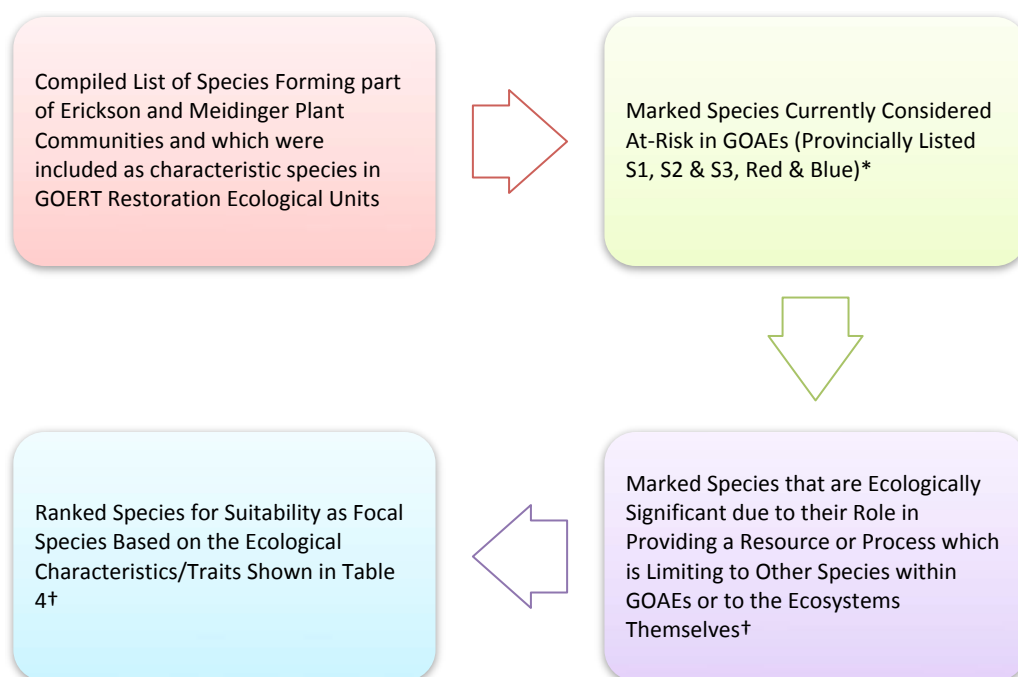 Compiled List of Species Forming part
of Erickson and Meidinger Plant
Communities and which were
included as characteristic species in
GOERT Restoration Ecological Units
Marked Species Currently Considered
At-Risk in GOAEs (Provincially Listed
S1, S2 & S3, Red & Blue)*
Marked Species that are Ecologically
Significant due to their Role in
Providing a Resource or Process which
is Limiting to Other Species within
GOAEs or to the Ecosystems
Themselves†
Ranked Species for Suitability as Focal
Species Based on the Ecological
Characteristics/Traits Shown in Table
4†